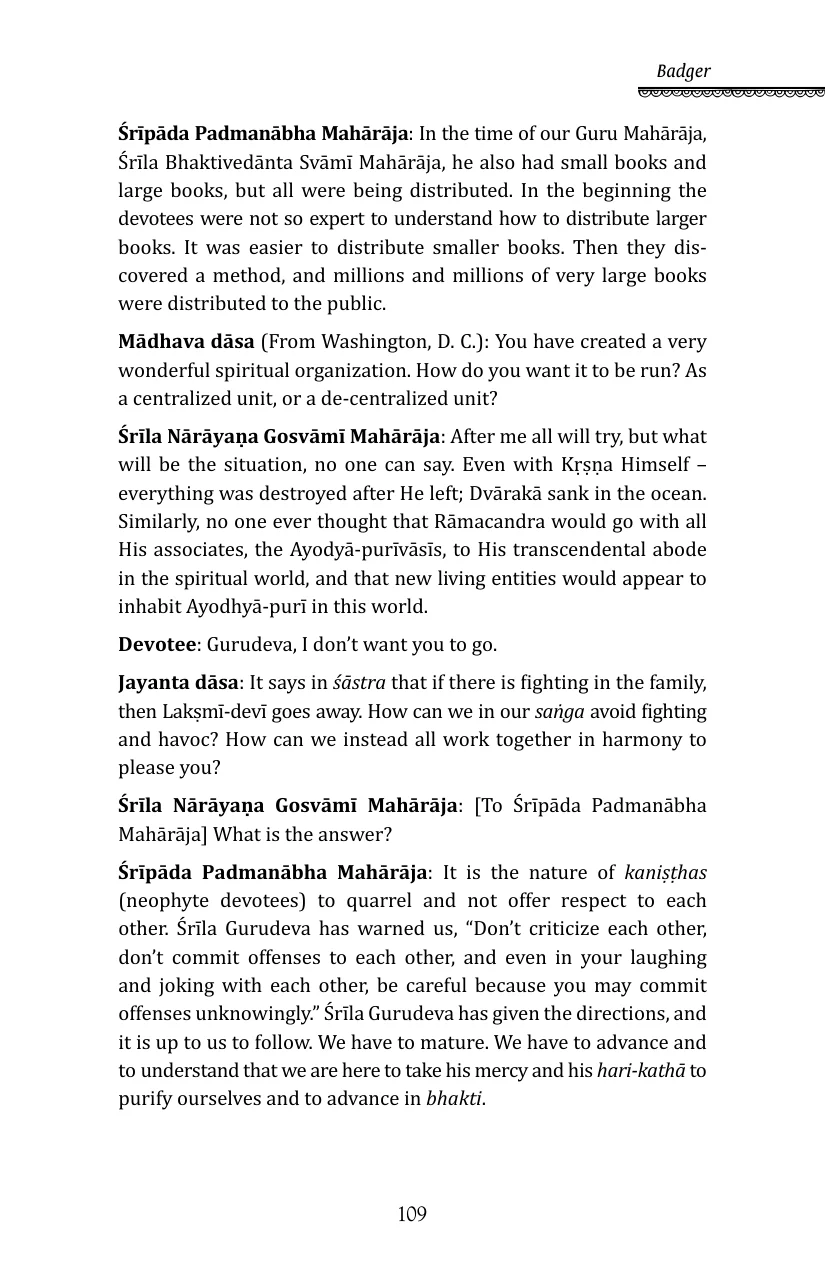 Badger
Śrīpāda Padmanābha Mahārāja: In the time of our Guru Mahārāja,
Śrīla Bhaktivedānta Svāmī Mahārāja, he also had small books and
large books, but all were being distributed. In the beginning the
devotees were not so expert to understand how to distribute larger
books. It was easier to distribute smaller books. Then they dis-
covered a method, and millions and millions of very large books
were distributed to the public.
Mādhava dāsa (From Washington, D. C.): You have created a very
wonderful spiritual organization. How do you want it to be run? As
a centralized unit, or a de-centralized unit?
Śrīla Nārāyaṇa Gosvāmī Mahārāja: After me all will try, but what
will be the situation, no one can say. Even with Kṛṣṇa Himself –
everything was destroyed after He left; Dvārakā sank in the ocean.
Similarly, no one ever thought that Rāmacandra would go with all
His associates, the Ayodyā-purīvāsīs, to His transcendental abode
in the spiritual world, and that new living entities would appear to
inhabit Ayodhyā-purī in this world.
Devotee: Gurudeva, I don’t want you to go.
Jayanta dāsa: It says in śāstra that if there is fighting in the family,
then Lakṣmī-devī goes away. How can we in our saṅga avoid fighting
and havoc? How can we instead all work together in harmony to
please you?
Śrīla Nārāyaṇa Gosvāmī Mahārāja: [To Śrīpāda Padmanābha
Mahārāja] What is the answer?
Śrīpāda Padmanābha Mahārāja: It is the nature of kaniṣṭhas
(neophyte devotees) to quarrel and not offer respect to each
other. Śrīla Gurudeva has warned us, “Don’t criticize each other,
don’t commit offenses to each other, and even in your laughing
and joking with each other, be careful because you may commit
offenses unknowingly.” Śrīla Gurudeva has given the directions, and
it is up to us to follow. We have to mature. We have to advance and
to understand that we are here to take his mercy and his hari-kathā to
purify ourselves and to advance in bhakti.
109